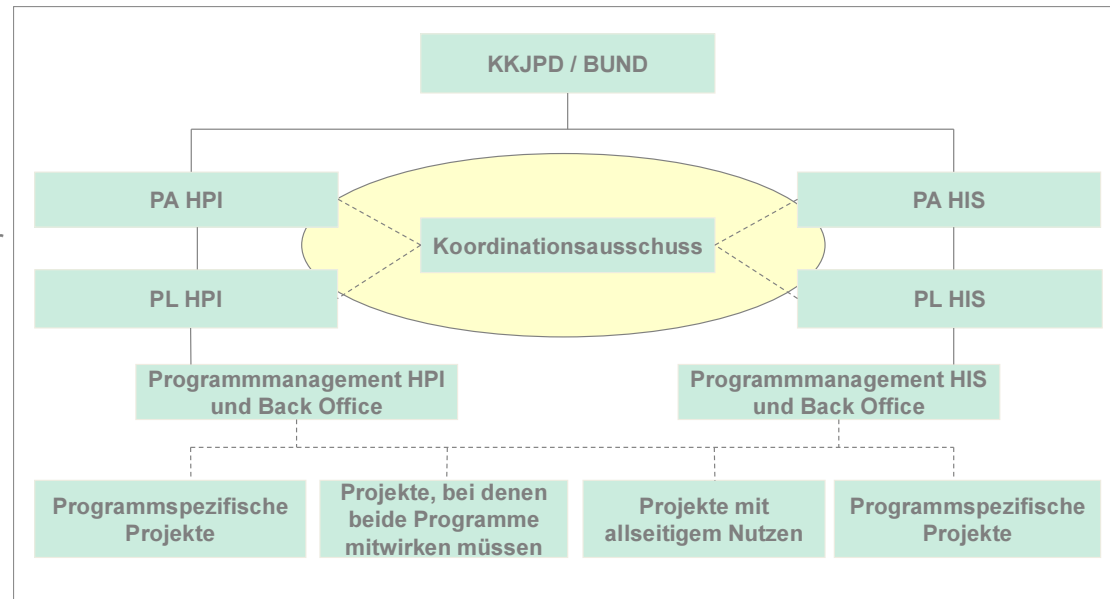 KKJPD / BUND
PA HPI
PA HIS
Koordinationsausschuss
PL HPI
PL HIS
Programmmanagement HPI
und Back Office
Programmmanagement HIS
und Back Office
Programmspezifische
Projekte
Projekte, bei denen
beide Programme
mitwirken müssen
Projekte mit
allseitigem Nutzen
Programmspezifische
Projekte